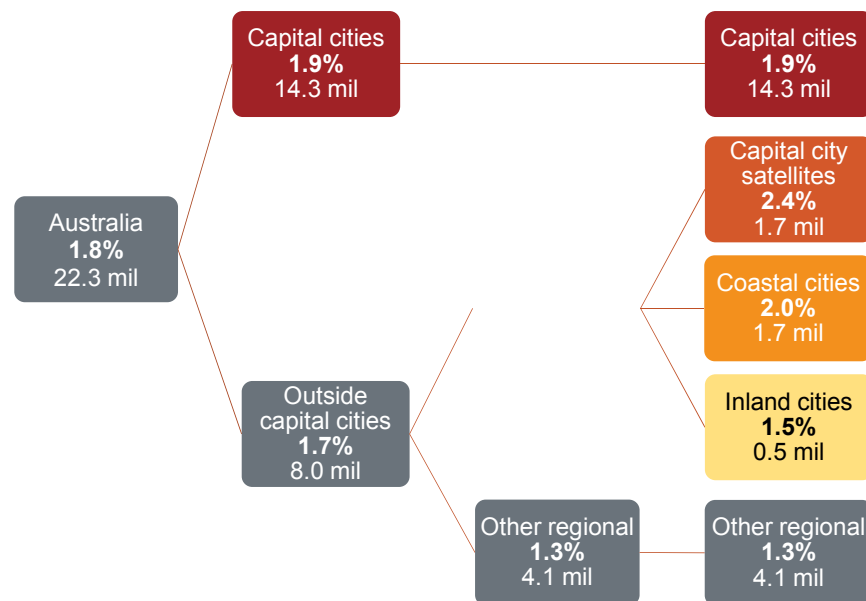 Capital cities
1.9%
14.3 mil
Capital cities
1.9%
14.3 mil
Capital city
satellites
2.4%
1.7 mil
Australia
1.8%
22.3 mil
Coastal cities
2.0%
1.7 mil
Outside
capital cities
1.7%
8.0 mil
Inland cities
1.5%
0.5 mil
Other regional
1.3%
4.1 mil
Other regional
1.3%
4.1 mil